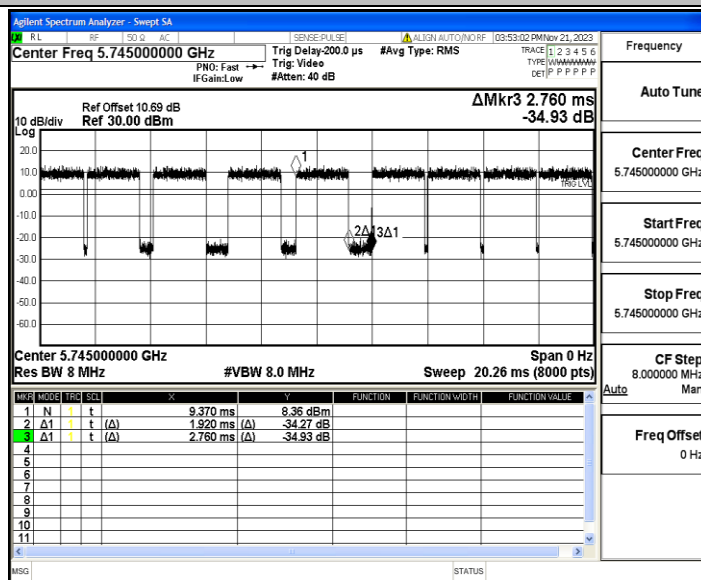 Agilent Spectrum Analyzer - Swept SA
RL RF 50 Ω AC SENSE:PULSE ALIGN AUTO/NO RF 03:53:02 PM Nov 21, 2023
Center Freq 5.745000000 GHz
PNO: Fast
IFGain:Low
Trig Delay-200.0 µs
Trig: Video
#Atten: 40 dB
#Avg Type: RMS
TRACE 1 2 3 4 5 6
TYPE
DET P P P P P P
ΔMkr3 2.760 ms
-34.93 dB
Ref Offset 10.69 dB
10 dB/div Ref 30.00 dBm
Log
20.0
10.0
0.00
-10.0
-20.0
-30.0
-40.0
-50.0
-60.0
1
TRIG LVL
2Δ1 3Δ1
Center 5.745000000 GHz Span 0 Hz
Res BW 8 MHz #VBW 8.0 MHz Sweep 20.26 ms (8000 pts)
MKR MODE TRC SCL X Y FUNCTION FUNCTION WIDTH FUNCTION VALUE
1 N 1 t 9.370 ms 8.36 dBm
2 Δ1 1 t (Δ) 1.920 ms (Δ) -34.27 dB
3 Δ1 1 t (Δ) 2.760 ms (Δ) -34.93 dB
4
5
6
7
8
9
10
11
MSG STATUS
Frequency
Auto Tune
Center Freq
5.745000000 GHz
Start Freq
5.745000000 GHz
Stop Freq
5.745000000 GHz
CF Step
8.000000 MHz
Auto Man
Freq Offset
0 Hz